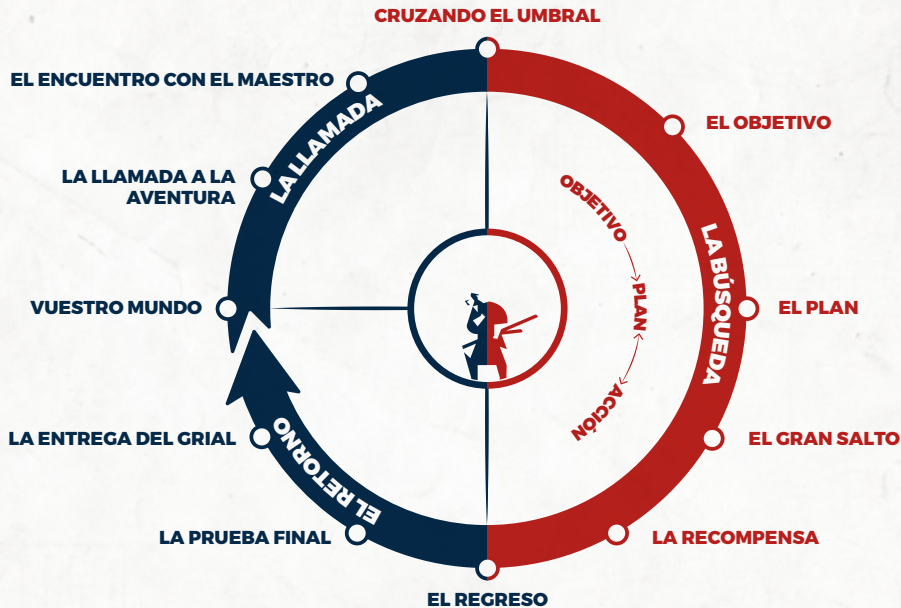 CRUZANDO EL UMBRAL
EL ENCUENTRO CON EL MAESTRO
LA LLAMADA
LA LLAMADA A LA
AVENTURA
VUESTRO MUNDO
LA ENTREGA DEL GRIAL
EL RETORNO
LA PRUEBA FINAL
EL REGRESO
EL OBJETIVO
OBJETIVO
PLAN
ACCIÓN
LA BÚSQUEDA
EL PLAN
EL GRAN SALTO
LA RECOMPENSA